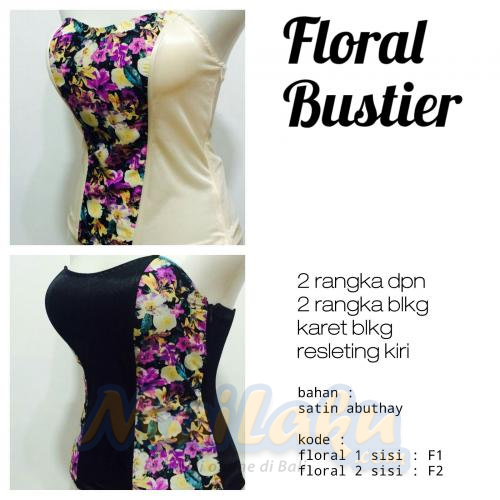 Floral
Bustier
2 rangka dpn
2 rangka blkg
karet blkg
resleting kiri
bahan :
satin abuthay
kode :
floral 1 sisi : F1
floral 2 sisi : F2